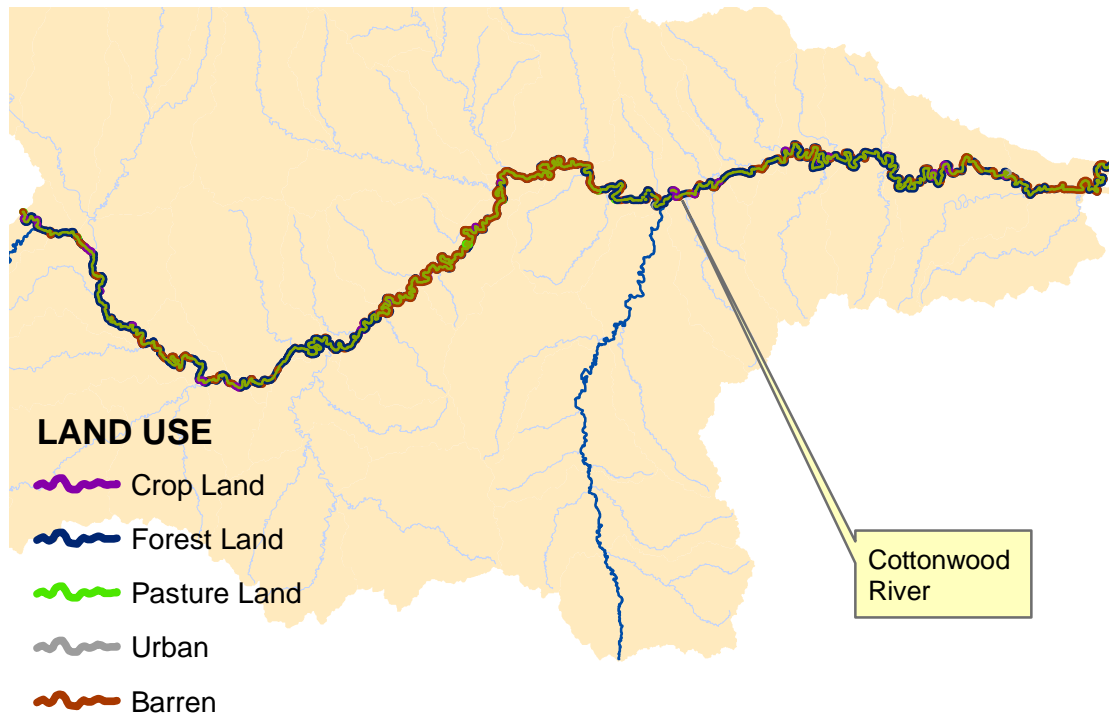 LAND USE
Crop Land
Forest Land
Pasture Land
Urban
Barren
Cottonwood
River